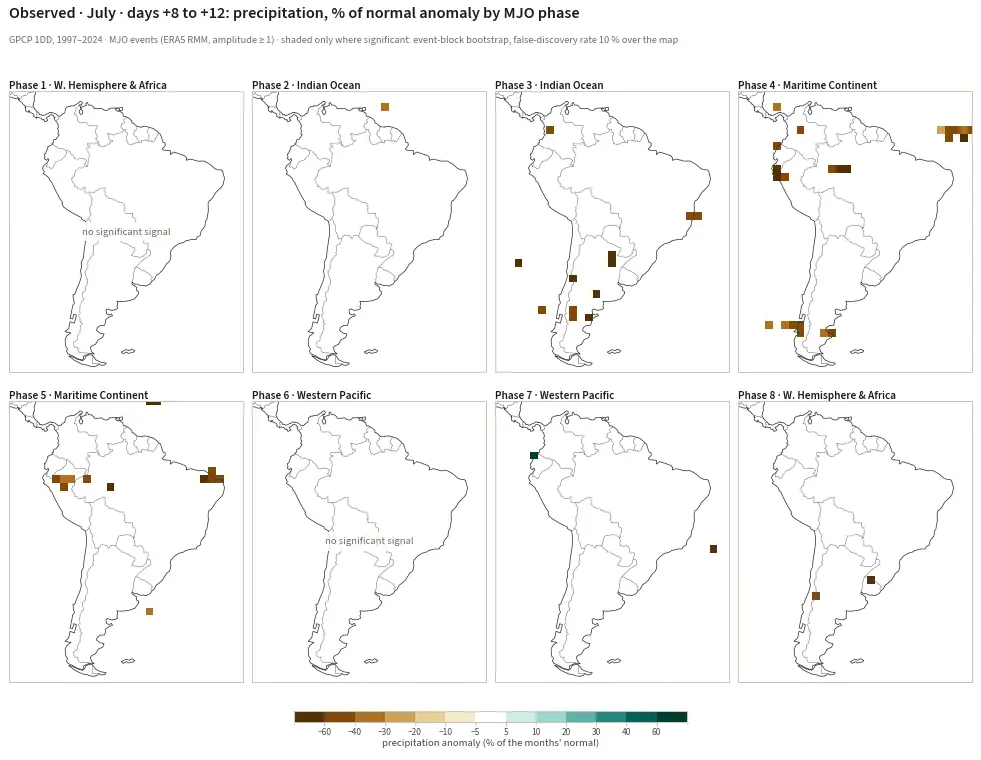 Observed · July · days +8 to +12: precipitation, % of normal anomaly by MJO phase
GPCP 1DD, 1997–2024 · MJO events (ERA5 RMM, amplitude ≥ 1) · shaded only where significant: event-block bootstrap, false-discovery rate 10 % over the map
Phase 1 · W. Hemisphere & Africa
Phase 2 · Indian Ocean
Phase 3 · Indian Ocean
Phase 4 · Maritime Continent
no significant signal
Phase 5 · Maritime Continent
Phase 6 · Western Pacific
Phase 7 · Western Pacific
Phase 8 · W. Hemisphere & Africa
no significant signal
−60 −50 −40 −30 −20 −10 −5 5 10 20 30 40 60
precipitation anomaly (% of the months' normal)